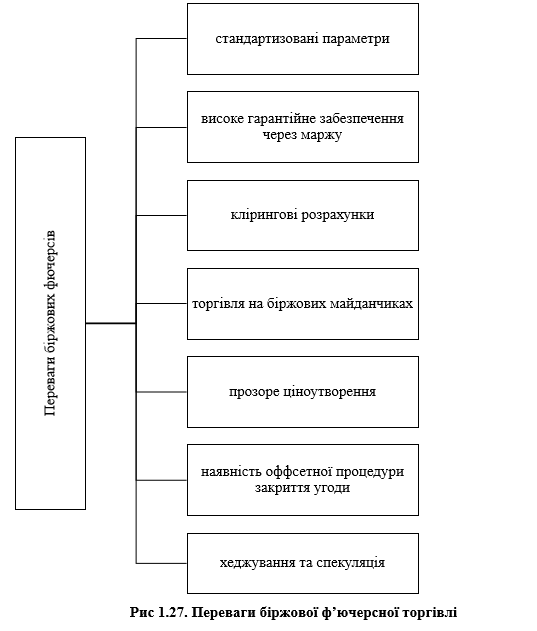 Переваги біржових фючерсів
стандартизовані параметри
високе гарантійне забезпечення
через маржу
клірингові розрахунки
торгівля на біржових майданчиках
прозоре ціноутворення
наявність оффсетної процедури
закриття угоди
хеджування та спекуляція
Рис 1.27. Переваги біржової ф’ючерсної торгівлі